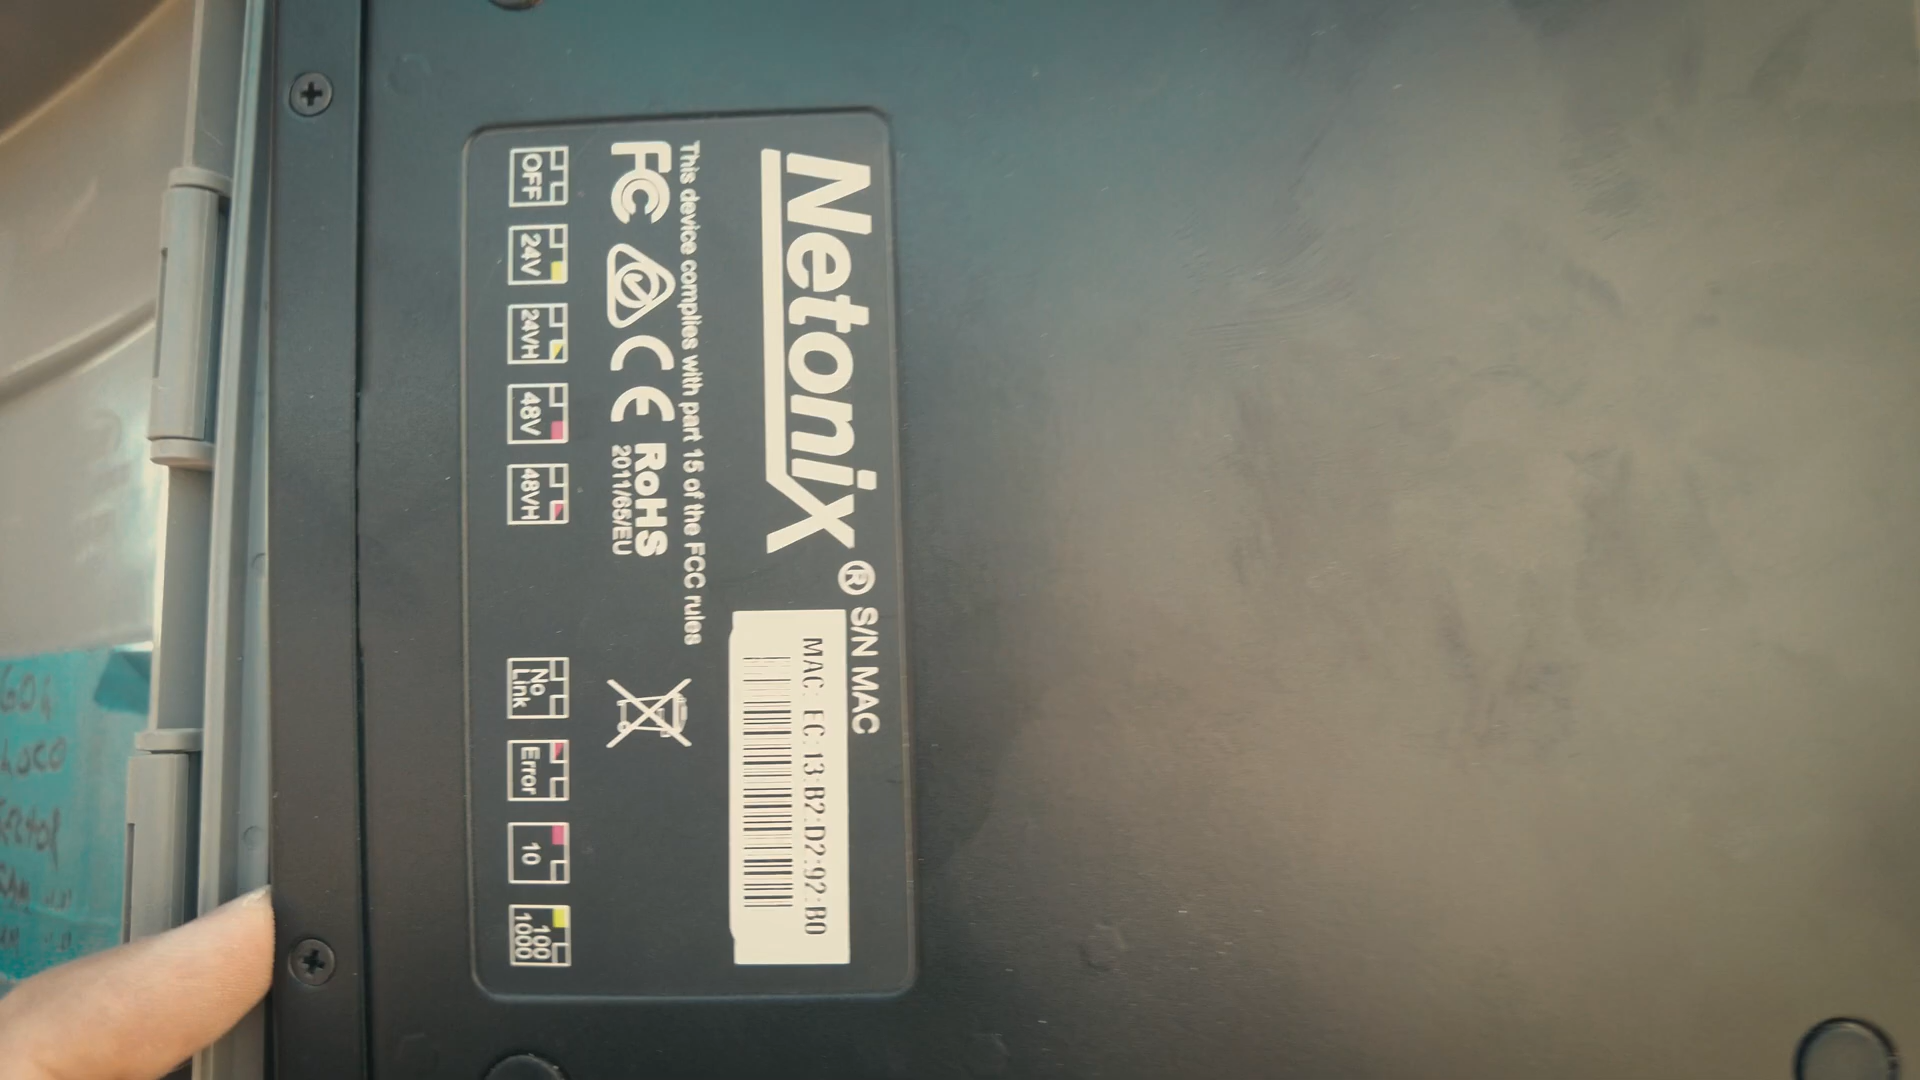 Netonix®
S/N MAC
MAC: EC:13:B2:D2:92:B0
This device complies with part 15 of the FCC rules
FC CE RoHS
2011/65/EU
OFF
24V
24VH
48V
48VH
No
Link
Error
10
100
1000